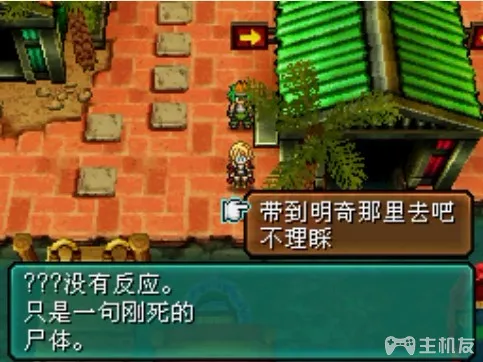 带到明奇那里去吧
不理睬
???没有反应。
只是一句刚死的
尸体。
主机友